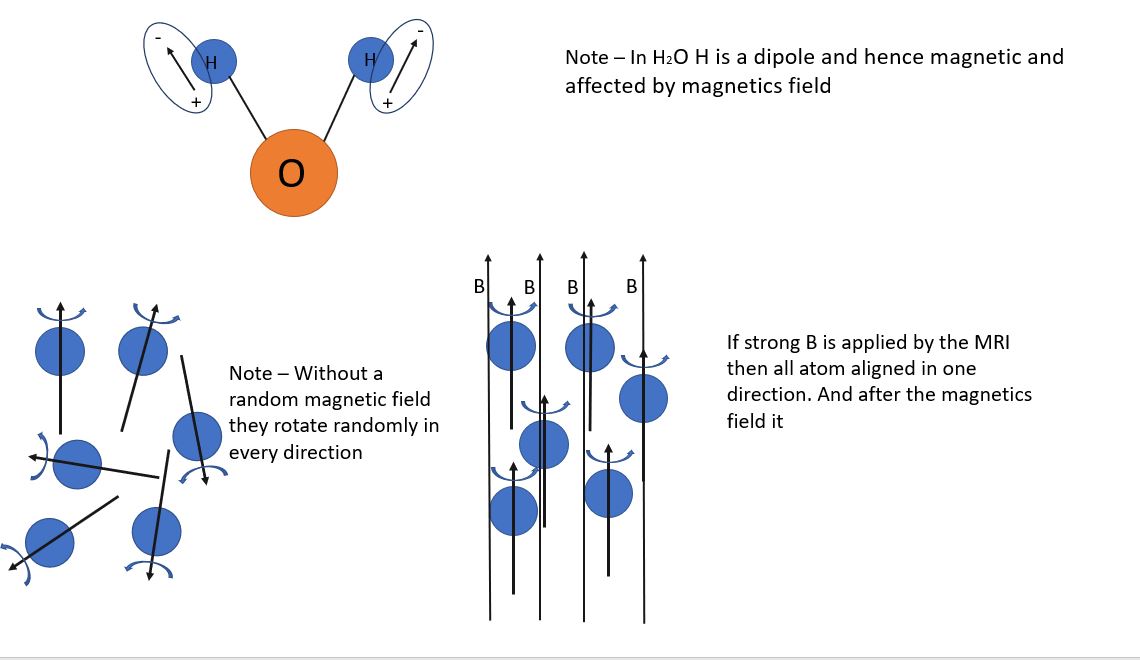 -
H
+
-
H
+
O
Note – In H₂O H is a dipole and hence magnetic and
affected by magnetics field
B
B
B
B
Note – Without a
random magnetic field
they rotate randomly in
every direction
If strong B is applied by the MRI
then all atom aligned in one
direction. And after the magnetics
field it